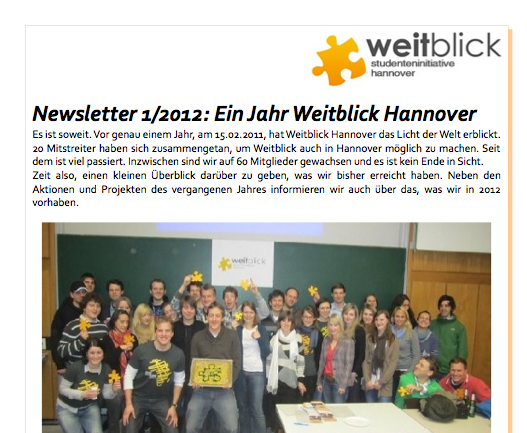 weitblick
studenteninitiative
hannover
Newsletter 1/2012: Ein Jahr Weitblick Hannover
Es ist soweit. Vor genau einem Jahr, am 15.02.2011, hat Weitblick Hannover das Licht der Welt erblickt.
20 Mitstreiter haben sich zusammengetan, um Weitblick auch in Hannover möglich zu machen. Seit
dem ist viel passiert. Inzwischen sind wir auf 60 Mitglieder gewachsen und es ist kein Ende in Sicht.
Zeit also, einen kleinen Überblick darüber zu geben, was wir bisher erreicht haben. Neben den
Aktionen und Projekten des vergangenen Jahres informieren wir auch über das, was wir in 2012
vorhaben.
weitblick